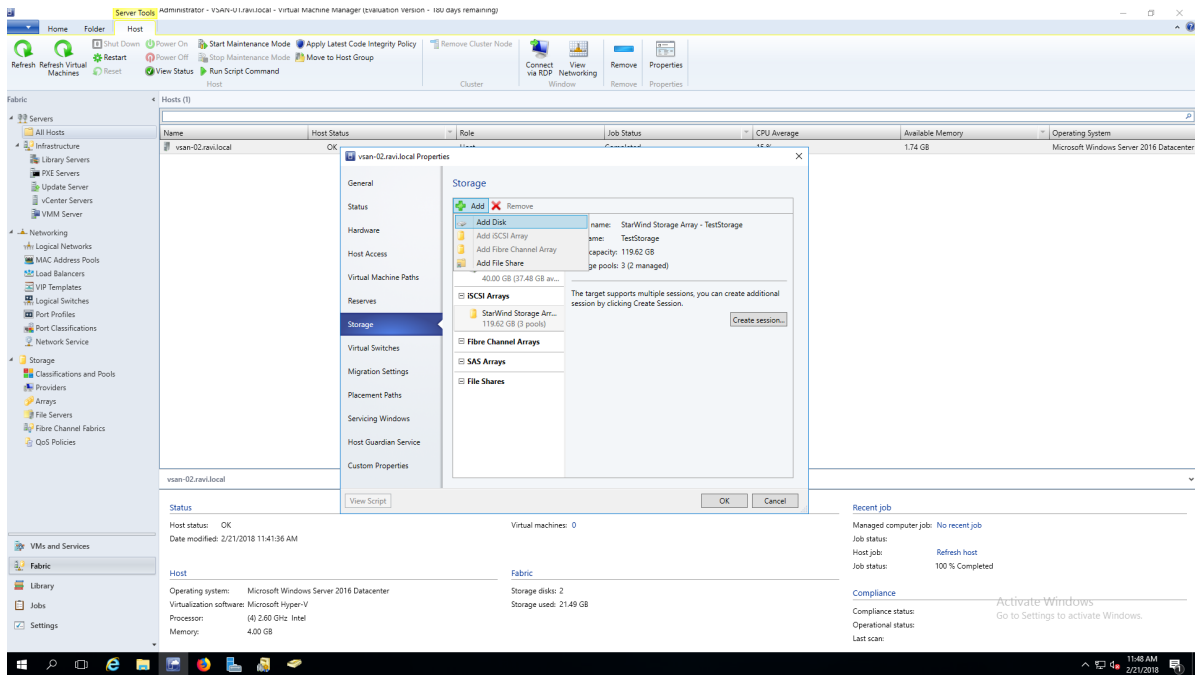 Server Tools Administrator - VSAN-01.ravi.local - Virtual Machine Manager (Evaluation Version - 180 days remaining)
Home Folder Host
Refresh
Refresh Virtual Machines
Shut Down Power On Start Maintenance Mode Apply Latest Code Integrity Policy
Restart Power Off Stop Maintenance Mode Move to Host Group
Reset View Status Run Script Command
Host
Remove Cluster Node
Cluster
Connect via RDP
View Networking
Window
Remove
Remove
Properties
Properties
Fabric
Servers
All Hosts
Infrastructure
Library Servers
PXE Servers
Update Server
vCenter Servers
VMM Server
Networking
Logical Networks
MAC Address Pools
Load Balancers
VIP Templates
Logical Switches
Port Profiles
Port Classifications
Network Service
Storage
Classifications and Pools
Providers
Arrays
File Servers
Fibre Channel Fabrics
QoS Policies
VMs and Services
Fabric
Library
Jobs
Settings
Hosts (1)
Name Host Status Role Job Status CPU Average Available Memory Operating System
vsan-02.ravi.local OK Host Completed 15 % 1.74 GB Microsoft Windows Server 2016 Datacenter
vsan-02.ravi.local Properties
General
Status
Hardware
Host Access
Virtual Machine Paths
Reserves
Storage
Virtual Switches
Migration Settings
Placement Paths
Servicing Windows
Host Guardian Service
Custom Properties
Storage
Add Remove
Add Disk
Add iSCSI Array
Add Fibre Channel Array
Add File Share
40.00 GB (37.48 GB av...
iSCSI Arrays
StarWind Storage Arr...
119.62 GB (3 pools)
Fibre Channel Arrays
SAS Arrays
File Shares
name: StarWind Storage Array - TestStorage
ame: TestStorage
capacity: 119.62 GB
ge pools: 3 (2 managed)
The target supports multiple sessions, you can create additional
session by clicking Create Session.
Create session...
View Script OK Cancel
vsan-02.ravi.local
Status
Host status: OK
Date modified: 2/21/2018 11:41:36 AM
Virtual machines: 0
Host
Operating system: Microsoft Windows Server 2016 Datacenter
Virtualization software: Microsoft Hyper-V
Processor: (4) 2.60 GHz Intel
Memory: 4.00 GB
Fabric
Storage disks: 2
Storage used: 21.49 GB
Recent job
Managed computer job: No recent job
Job status:
Host job: Refresh host
Job status: 100 % Completed
Compliance
Compliance status:
Operational status:
Last scan:
Activate Windows
Go to Settings to activate Windows.
11:48 AM
2/21/2018